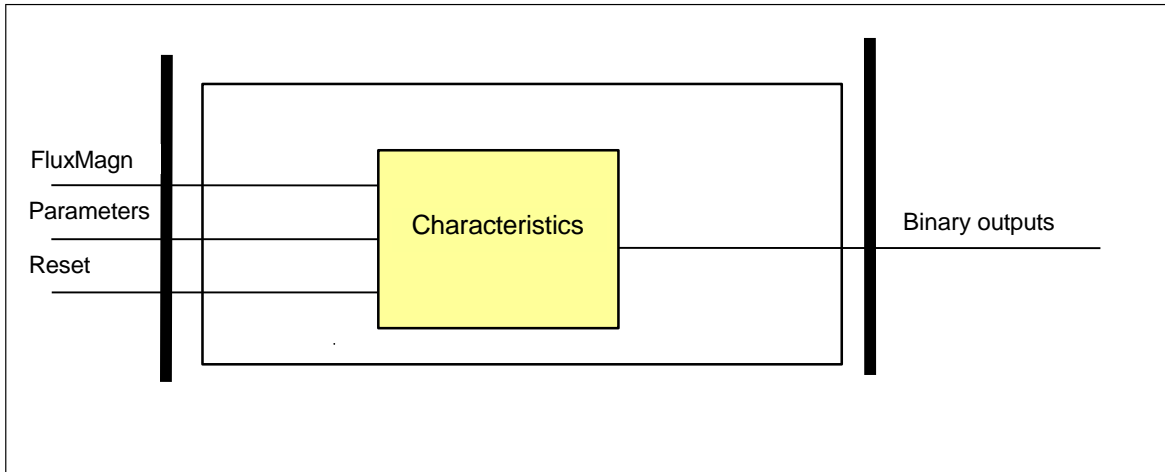 FluxMagn
Parameters
Reset
Characteristics
Binary outputs